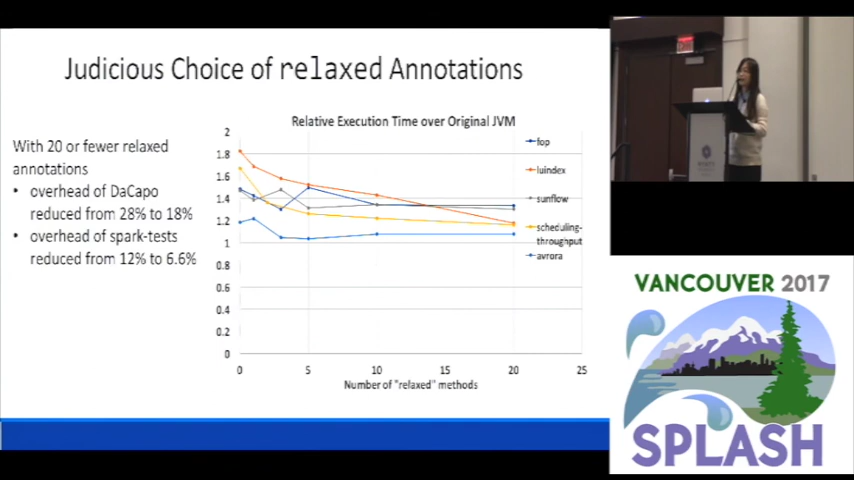 Judicious Choice of relaxed Annotations
With 20 or fewer relaxed
annotations
• overhead of DaCapo
reduced from 28% to 18%
• overhead of spark-tests
reduced from 12% to 6.6%
Relative Execution Time over Original JVM
2
1.8
1.6
1.4
1.2
1
0.8
0.6
0.4
0.2
0
0 5 10 15 20 25
Number of "relaxed" methods
fop
luindex
sunflow
scheduling-
throughput
avrora
VANCOUVER 2017
SPLASH